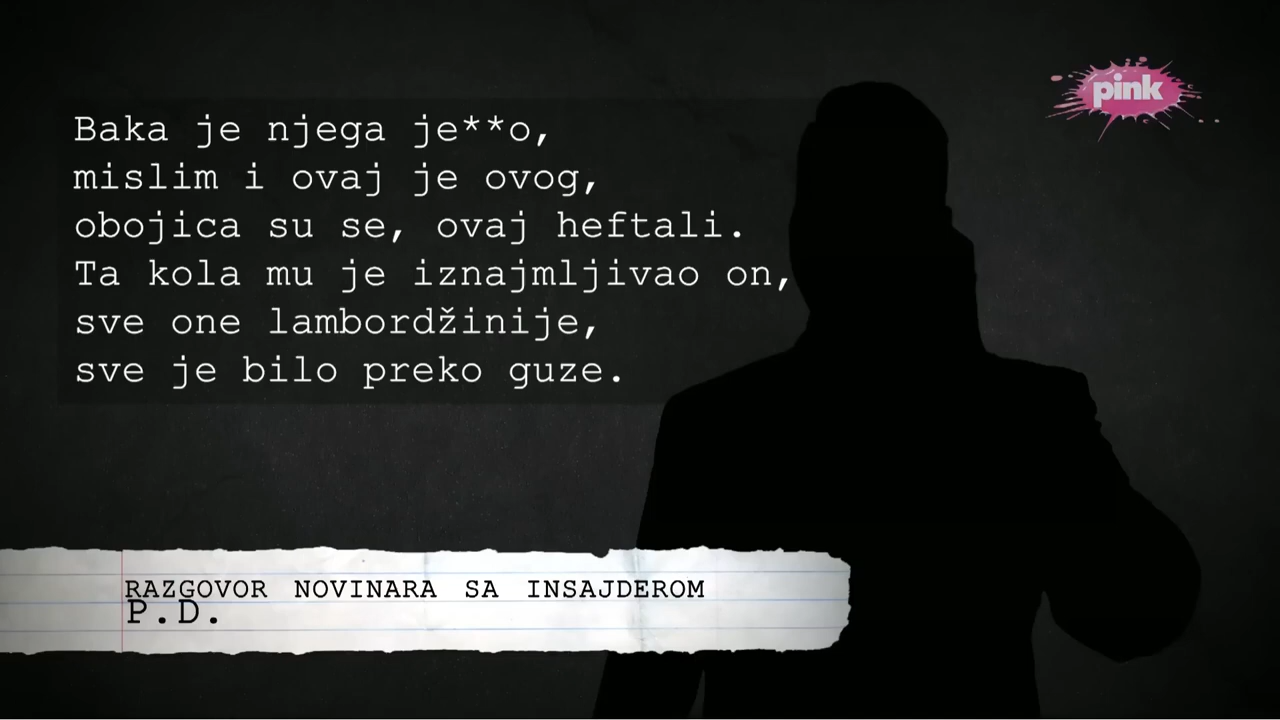 pink
Baka je njega je**o,
mislim i ovaj je ovog,
obojica su se, ovaj heftali.
Ta kola mu je iznajmljivao on,
sve one lambordžinije,
sve je bilo preko guze.
RAZGOVOR NOVINARA SA INSAJDEROM
P.D.